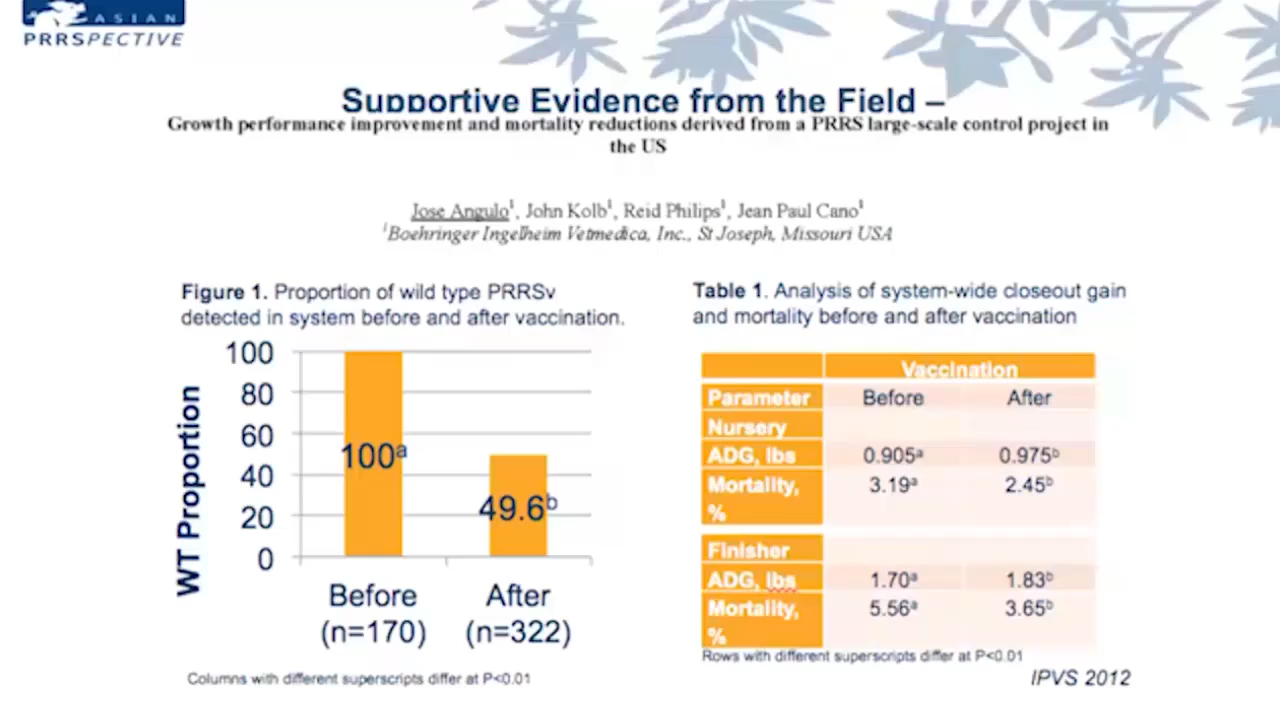 ASIAN
PRRSPECTIVE
Supportive Evidence from the Field –
Growth performance improvement and mortality reductions derived from a PRRS large-scale control project in
the US
Jose Angulo¹, John Kolb¹, Reid Philips¹, Jean Paul Cano¹
¹Boehringer Ingelheim Vetmedica, Inc., St Joseph, Missouri USA
Figure 1. Proportion of wild type PRRSv
detected in system before and after vaccination.
100
80
60
40
20
0
WT Proportion
100ᵃ
49.6ᵇ
Before
(n=170)
After
(n=322)
Columns with different superscripts differ at P<0.01
Table 1. Analysis of system-wide closeout gain
and mortality before and after vaccination
Vaccination
Parameter Before After
Nursery
ADG, lbs 0.905ᵃ 0.975ᵇ
Mortality, 3.19ᵃ 2.45ᵇ
%
Finisher
ADG, lbs 1.70ᵃ 1.83ᵇ
Mortality, 5.56ᵃ 3.65ᵇ
%
Rows with different superscripts differ at P<0.01
IPVS 2012